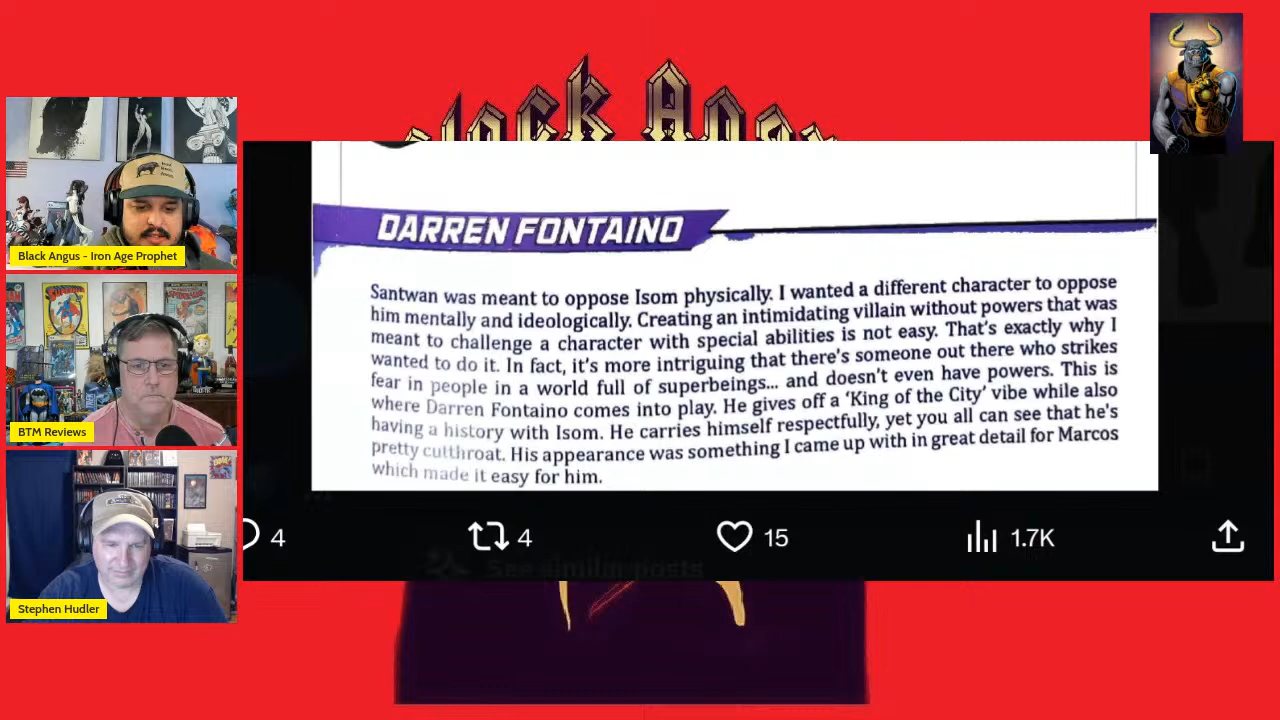 Black Angus
DARREN FONTAINO
Santwan was meant to oppose Isom physically. I wanted a different character to oppose
him mentally and ideologically. Creating an intimidating villain without powers that was
meant to challenge a character with special abilities is not easy. That's exactly why I
wanted to do it. In fact, it's more intriguing that there's someone out there who strikes
fear in people in a world full of superbeings... and doesn't even have powers. This is
where Darren Fontaino comes into play. He gives off a 'King of the City' vibe while also
having a history with Isom. He carries himself respectfully, yet you all can see that he's
pretty cutthroat. His appearance was something I came up with in great detail for Marcos
which made it easy for him.
4
4
15
1.7K
See similar posts
Black Angus - Iron Age Prophet
BTM Reviews
Stephen Hudler